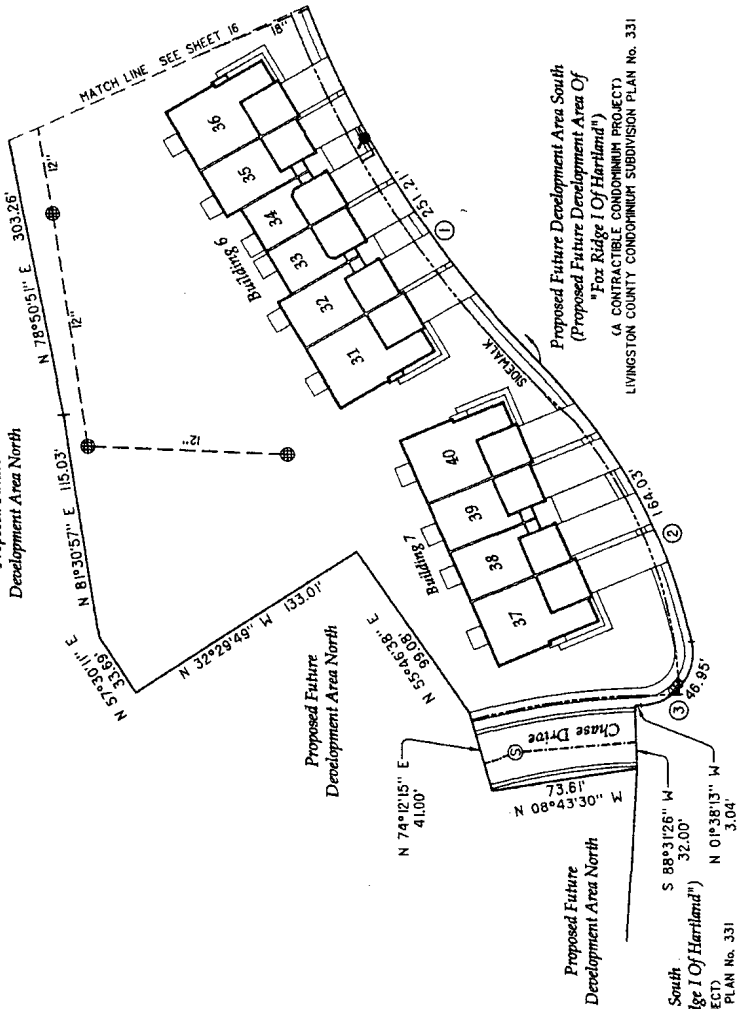 Development Area North
N 81°30'57" E 115.03'
N 78°50'51" E 303.26'
MATCH LINE SEE SHEET 16
18"
12"
12"
12"
N 57°30'11" E
33.69'
N 32°29'49" W 133.01'
Building 6
36
35
34
33
32
31
251.21'
1
SIDEWALK
Proposed Future
Development Area North
N 55°46'38" E
99.08'
Building 7
40
39
38
37
164.03'
2
Proposed Future Development Area South
(Proposed Future Development Area Of
"Fox Ridge I Of Hartland")
(A CONTRACTIBLE CONDOMINIUM PROJECT)
LIVINGSTON COUNTY CONDOMINIUM SUBDIVISION PLAN No. 331
N 74°12'15" E
41.00'
S
Chase Drive
73.61'
N 08°43'30" W
3
46.95'
Proposed Future
Development Area North
S 88°31'26" W
32.00'
N 01°38'13" W
3.04'
South
Of Hartland")
PLAN No. 331